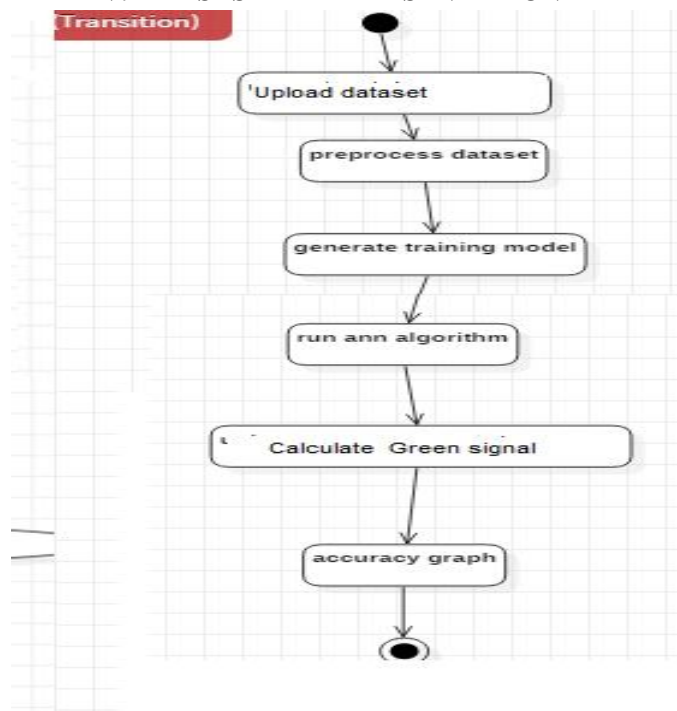 (Transition)
Upload dataset
preprocess dataset
generate training model
run ann algorithm
Calculate Green signal
accuracy graph